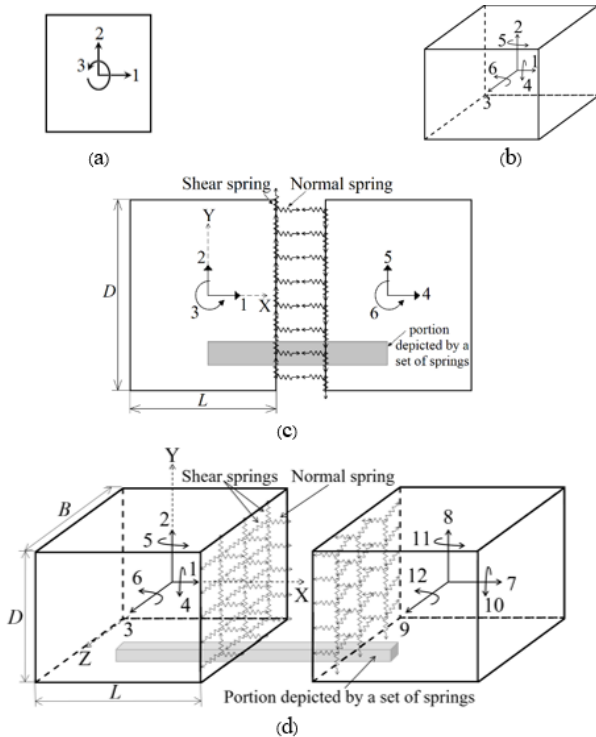 2
3
1
(a)
2
5
1
6
4
3
(b)
Shear spring
Normal spring
Y
D
2
5
1
X
4
3
6
portion
depicted by a
set of springs
L
(c)
Y
Shear springs
Normal spring
B
2
8
5
11
1
6
X
12
7
4
10
D
3
9
Z
Portion depicted by a set of springs
L
(d)